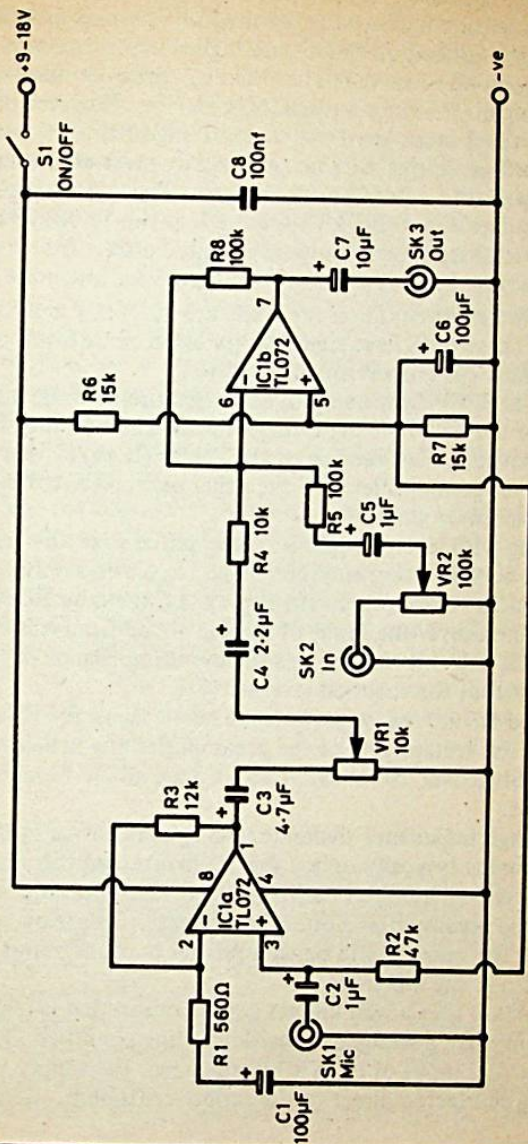 S1
ON/OFF
+9-18V
-ve
C8
100nf
R8
100k
C7
10µF
SK3
Out
7
IC1b
TL072
6
5
-
+
R6
15k
C6
100µF
+
R7
15k
R5
100k
C5
1µF
+
R4
10k
C4 2·2µF
+
VR2
100k
SK2
In
VR1
10k
R3
12k
C3
4·7µF
+
8
1
4
IC1a
TL072
2
3
-
+
R1 560Ω
R2
47k
C2
1µF
+
SK1
Mic
C1
100µF
+
+